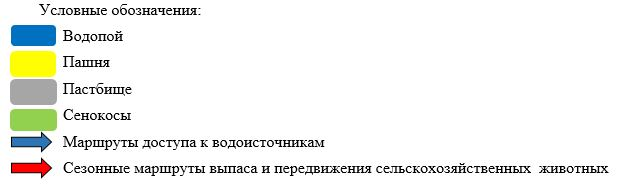 Условные обозначения:
Водопой
Пашня
Пастбище
Сенокосы
Маршруты доступа к водоисточникам
Сезонные маршруты выпаса и передвижения сельскохозяйственных животных